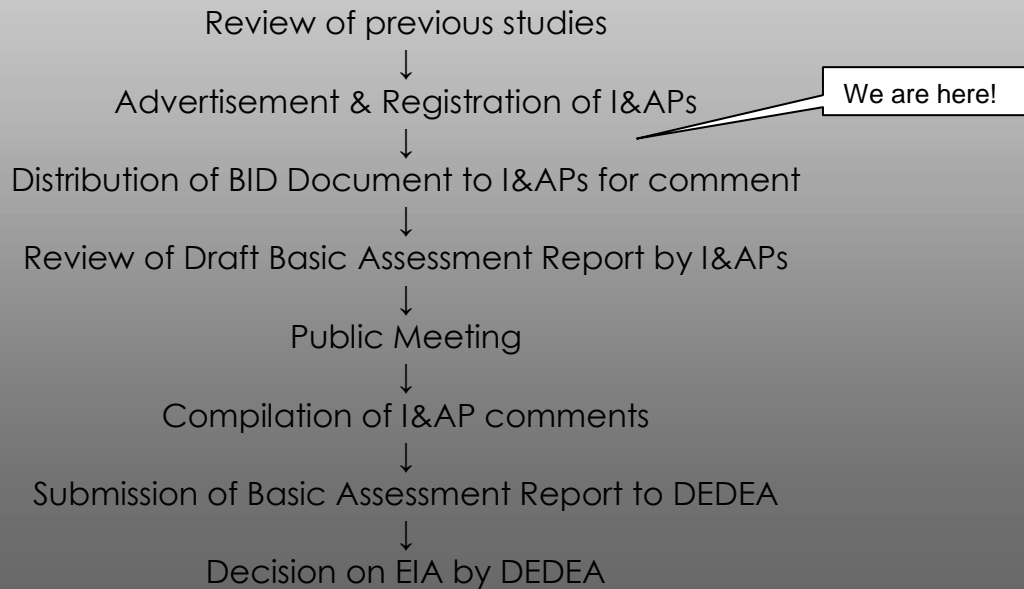 Review of previous studies
↓
Advertisement & Registration of I&APs
We are here!
↓
Distribution of BID Document to I&APs for comment
↓
Review of Draft Basic Assessment Report by I&APs
↓
Public Meeting
↓
Compilation of I&AP comments
↓
Submission of Basic Assessment Report to DEDEA
↓
Decision on EIA by DEDEA